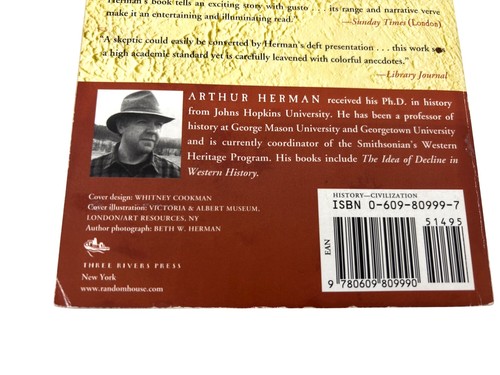 Herman's book tells an exciting story with gusto . . . its range and narrative verve
make it an entertaining and illuminating read."
—Sunday Times (London)
"A skeptic could easily be converted by Herman's deft presentation . . . this work
a high academic standard yet is carefully leavened with colorful anecdotes."
—Library Journal
ARTHUR HERMAN received his Ph.D. in history
from Johns Hopkins University. He has been a professor of
history at George Mason University and Georgetown University
and is currently coordinator of the Smithsonian's Western
Heritage Program. His books include The Idea of Decline in
Western History.
Cover design: WHITNEY COOKMAN
Cover illustration: VICTORIA & ALBERT MUSEUM,
LONDON/ART RESOURCES, NY
Author photograph: BETH W. HERMAN
THREE RIVERS PRESS
New York
www.randomhouse.com
HISTORY—CIVILIZATION
ISBN 0-609-80999-7
51495
EAN
9 780609 809990